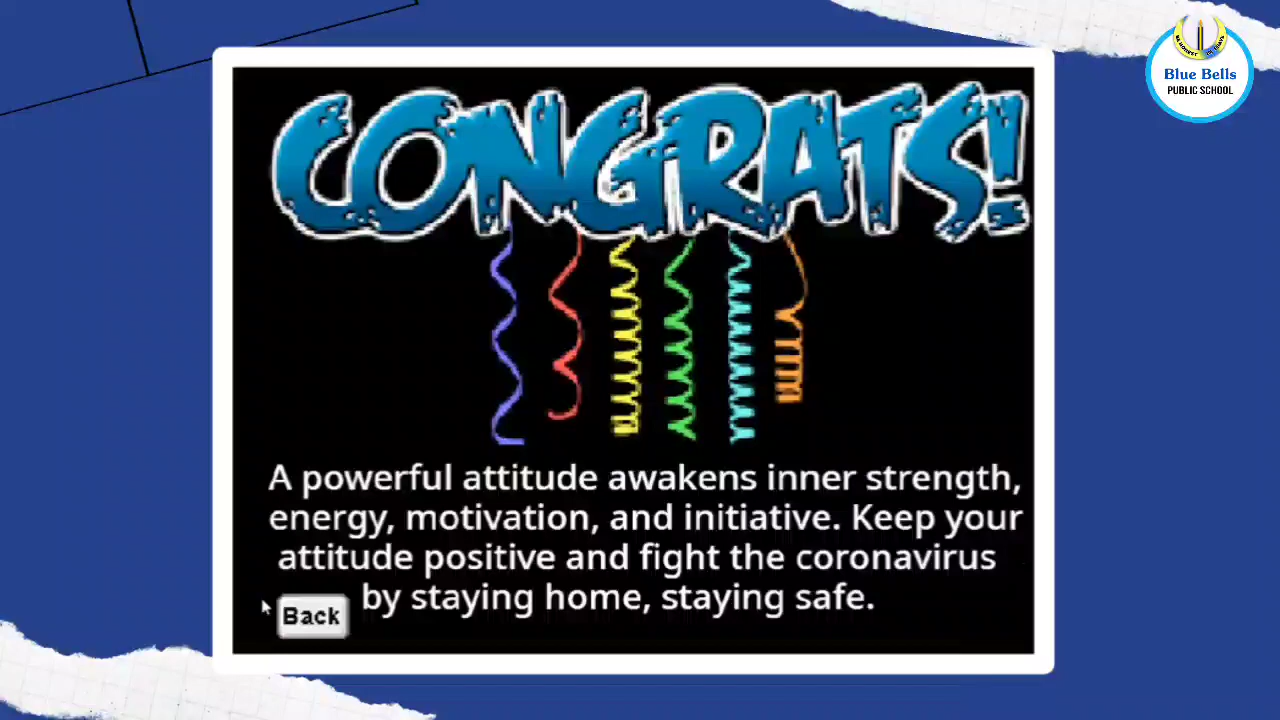 Blue Bells
PUBLIC SCHOOL
CONGRATS!
A powerful attitude awakens inner strength,
energy, motivation, and initiative. Keep your
attitude positive and fight the coronavirus
by staying home, staying safe.
Back